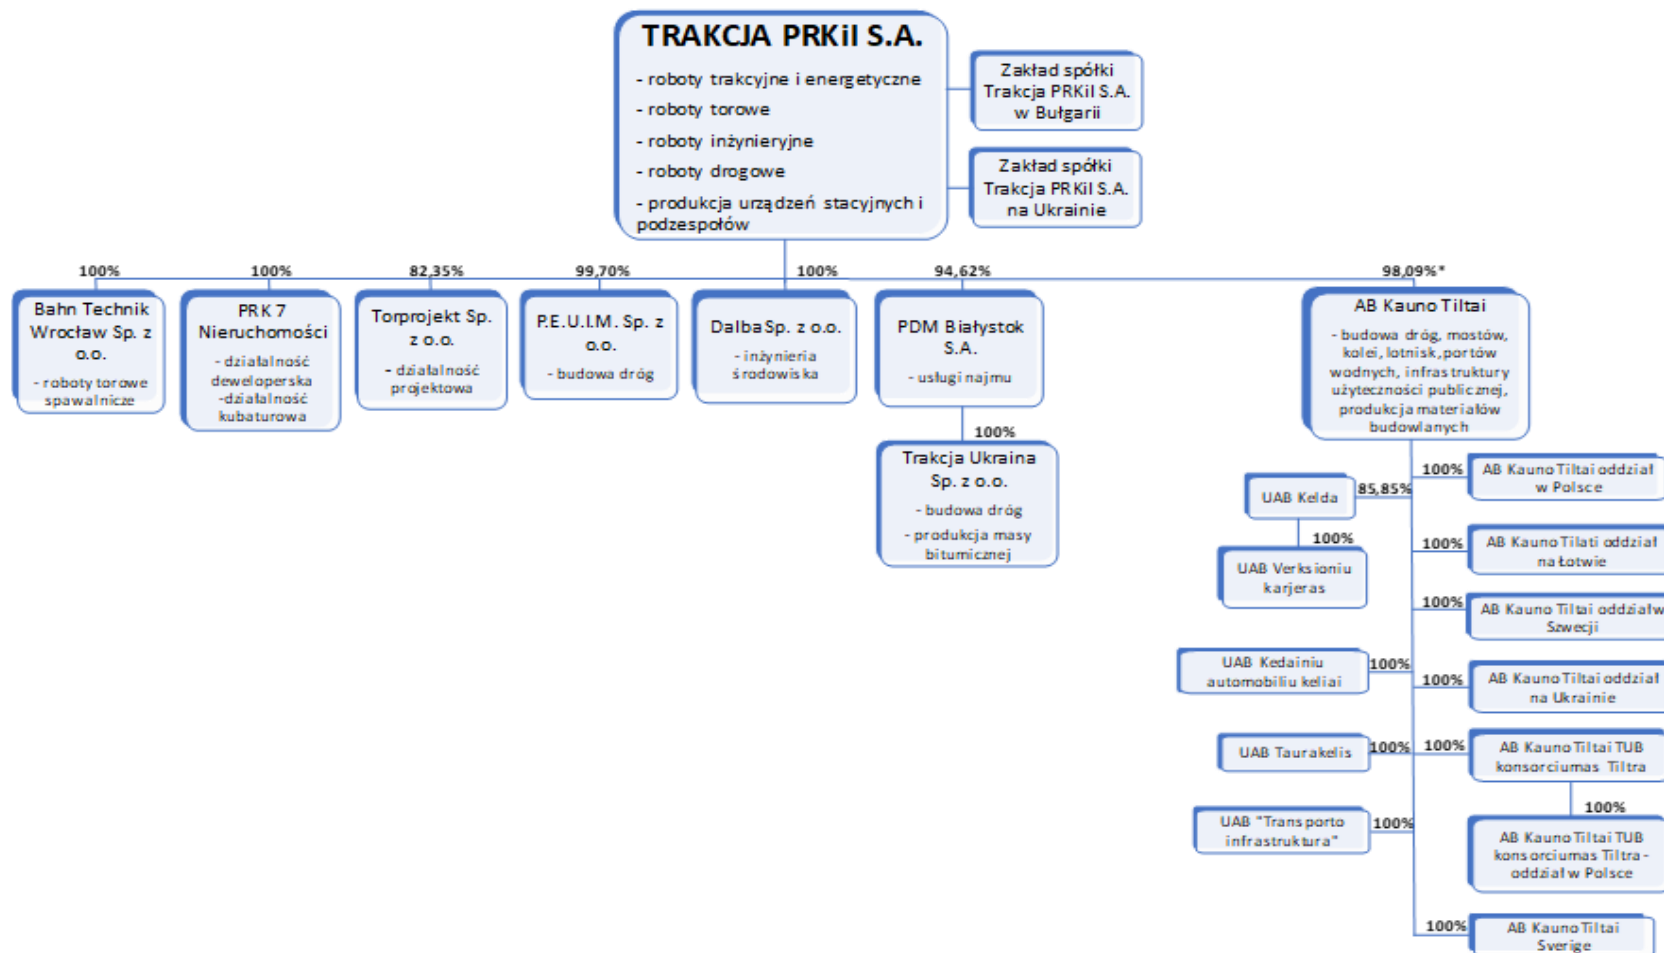 TRAKCJA PRKiI S.A.
- roboty trakcyjne i energetyczne
- roboty torowe
- roboty inżynieryjne
- roboty drogowe
- produkcja urządzeń stacyjnych i
podzespołów
Zakład spółki
Trakcja PRKiI S.A.
w Bułgarii
Zakład spółki
Trakcja PRKiI S.A.
na Ukrainie
100%
100%
82,35%
99,70%
100%
94,62%
98,09%*
Bahn Technik
Wrocław Sp. z
o.o.
- roboty torowe
spawalnicze
PRK 7
Nieruchomości
- działalność
deweloperska
-działalność
kubaturowa
Torprojekt Sp.
z o.o.
- działalność
projektowa
P.E.U.I.M. Sp. z
o.o.
- budowa dróg
Dalba Sp. z o.o.
- inżynieria
środowiska
PDM Białystok
S.A.
- usługi najmu
100%
Trakcja Ukraina
Sp. z o.o.
- budowa dróg
- produkcja masy
bitumicznej
AB Kauno Tiltai
- budowa dróg, mostów,
kolei, lotnisk,portów
wodnych, infrastruktury
użyteczności publicznej,
produkcja materiałów
budowlanych
UAB Kelda
85,85%
100%
UAB Verksioniu
karjeras
UAB Kedainiu
automobiliu keliai
100%
UAB Taurakelis
100%
UAB "Transporto
infrastruktura"
100%
100%
AB Kauno Tiltai oddział
w Polsce
100%
AB Kauno Tilati oddział
na Łotwie
100%
AB Kauno Tiltai oddział w
Szwecji
100%
AB Kauno Tiltai oddział
na Ukrainie
100%
AB Kauno Tiltai TUB
konsorciumas Tiltra
100%
AB Kauno Tiltai TUB
konsorciumas Tiltra -
oddział w Polsce
100%
AB Kauno Tiltai
Sverige